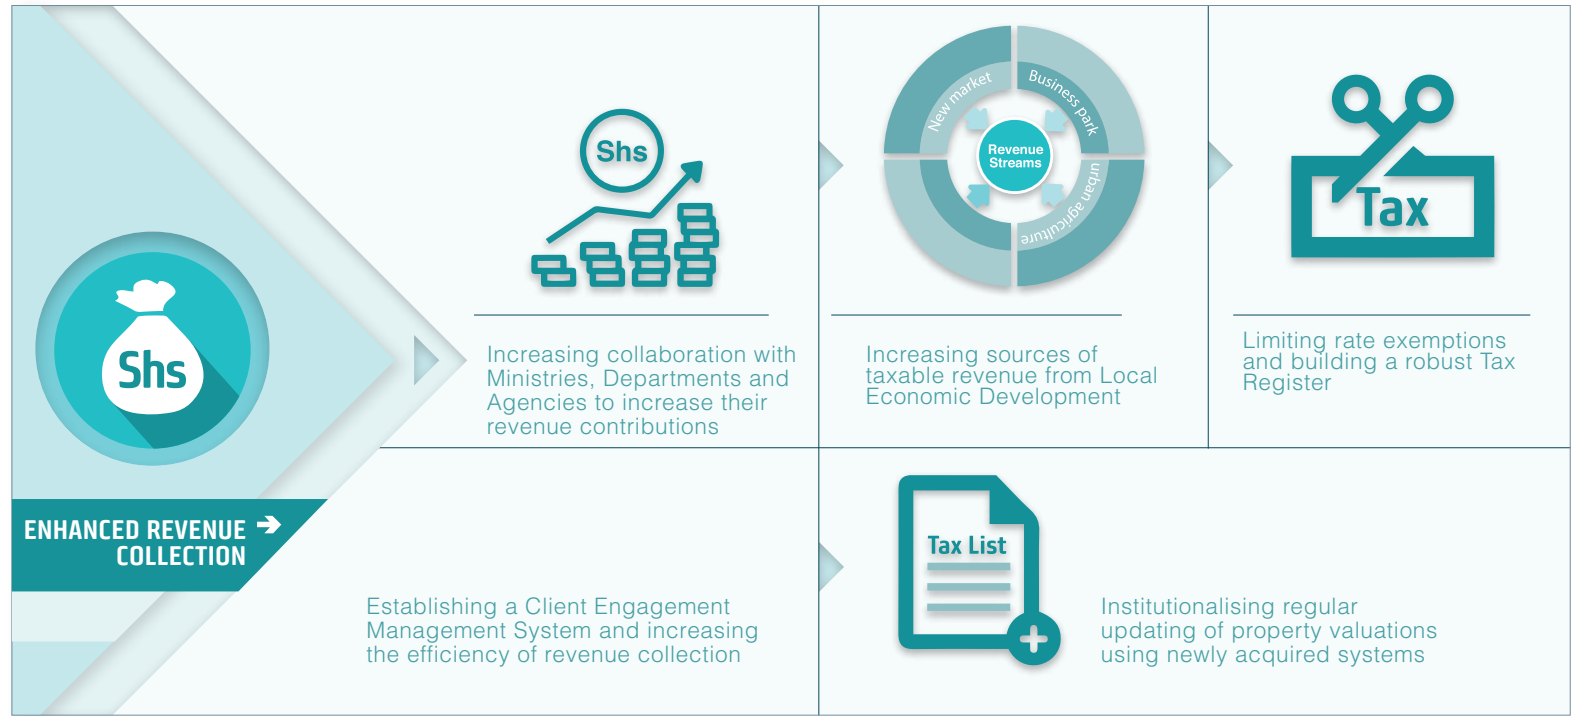 Shs
ENHANCED REVENUE
COLLECTION
Shs
Increasing collaboration with
Ministries, Departments and
Agencies to increase their
revenue contributions
New market
Business park
urban agriculture
Revenue
Streams
Increasing sources of
taxable revenue from Local
Economic Development
Tax
Limiting rate exemptions
and building a robust Tax
Register
Establishing a Client Engagement
Management System and increasing
the efficiency of revenue collection
Tax List
Institutionalising regular
updating of property valuations
using newly acquired systems